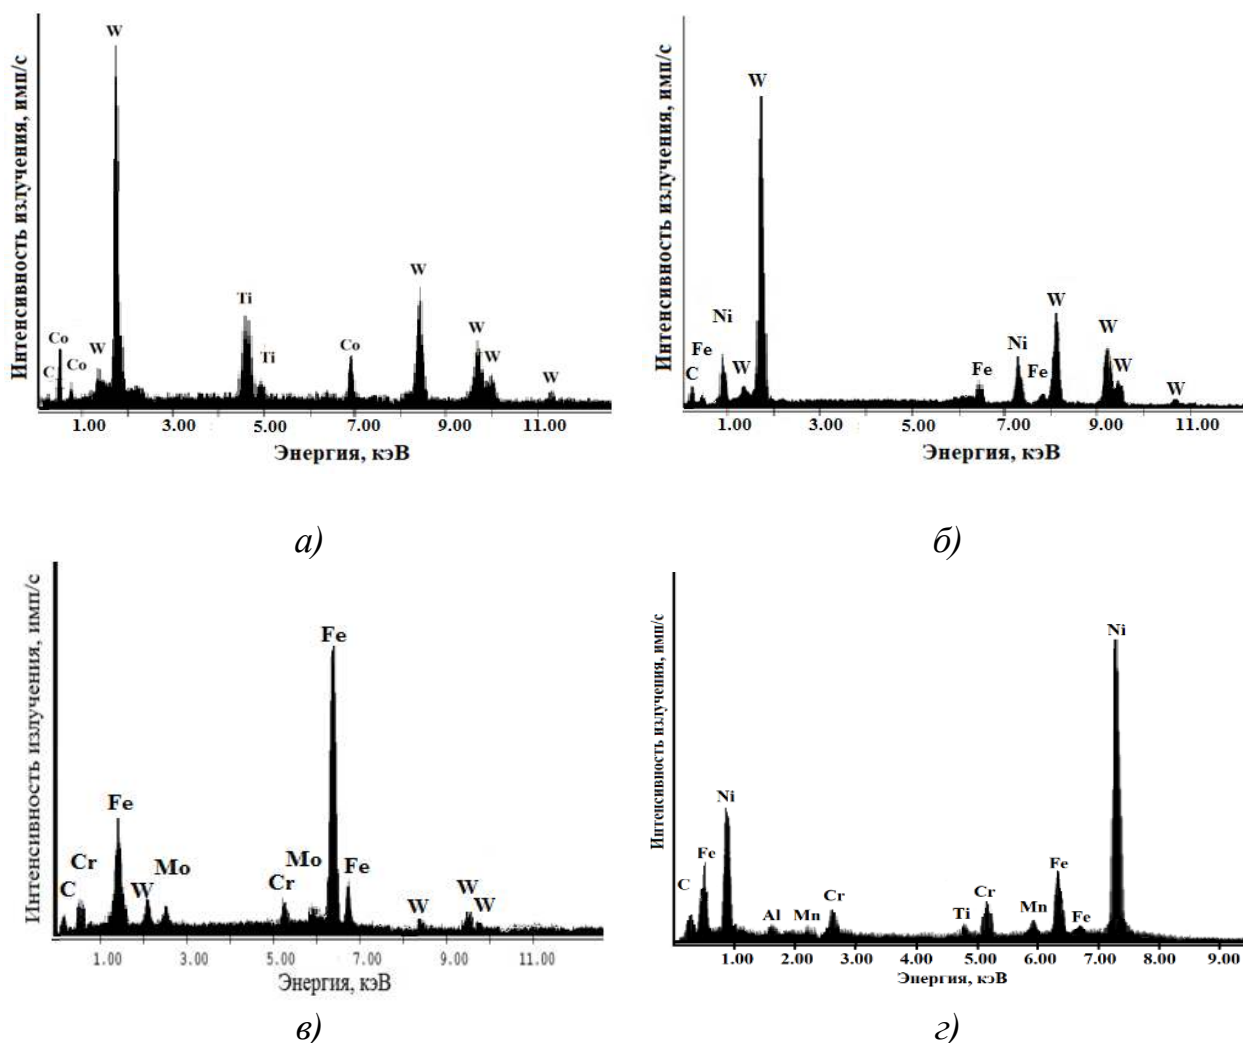 Интенсивность излучения, имп/с
W
Co
C
Co
W
Ti
Ti
Co
W
W
W
W
1.00 3.00 5.00 7.00 9.00 11.00
Энергия, кэВ
а)
Интенсивность излучения, имп/с
W
Ni
Fe
C
W
Fe
Ni
Fe
W
W
W
W
1.00 3.00 5.00 7.00 9.00 11.00
Энергия, кэВ
б)
Интенсивность излучения, имп/с
Fe
Fe
Cr
C
W
Mo
Mo
Cr
Fe
W
W
W
1.00 3.00 5.00 7.00 9.00 11.00
Энергия, кэВ
в)
Интенсивность излучения, имп/с
Ni
Ni
Fe
C
Al
Mn
Cr
Ti
Cr
Mn
Fe
Fe
1.00 2.00 3.00 4.00 5.00 6.00 7.00 8.00 9.00
Энергия, кэВ
г)